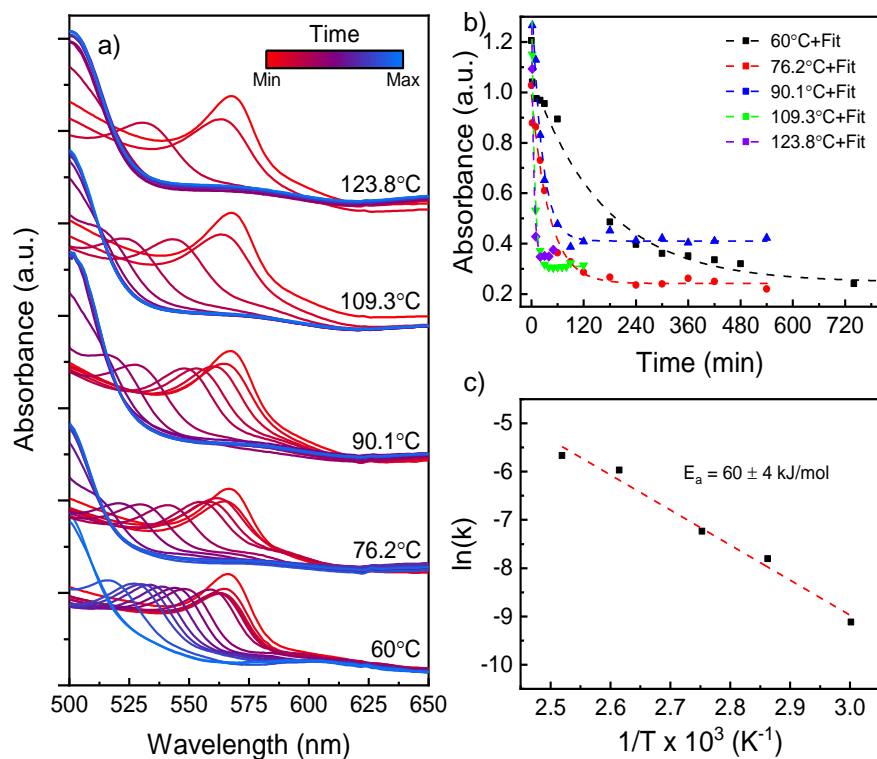 a)
Time
Min
Max
123.8°C
109.3°C
90.1°C
76.2°C
60°C
Absorbance (a.u.)
500 525 550 575 600 625 650
Wavelength (nm)
b)
60°C+Fit
76.2°C+Fit
90.1°C+Fit
109.3°C+Fit
123.8°C+Fit
1.2
1.0
0.8
0.6
0.4
0.2
Absorbance (a.u.)
0 120 240 360 480 600 720
Time (min)
c)
-5
-6
-7
-8
-9
-10
ln(k)
Eₐ = 60 ± 4 kJ/mol
2.5 2.6 2.7 2.8 2.9 3.0
1/T x 10³ (K⁻¹)